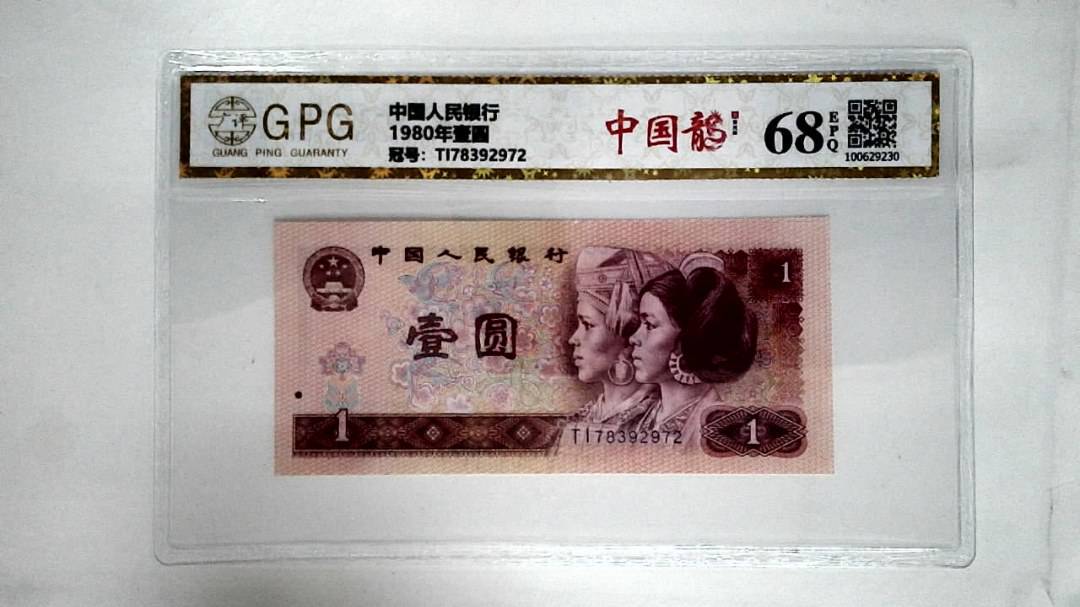 GPG
GUANG PING GUARANTY
中国人民银行
1980年壹圆
冠号：TI78392972
中国龍
68
EPQ
100629230
中国人民银行
1
壹圆
1
TI78392972
1